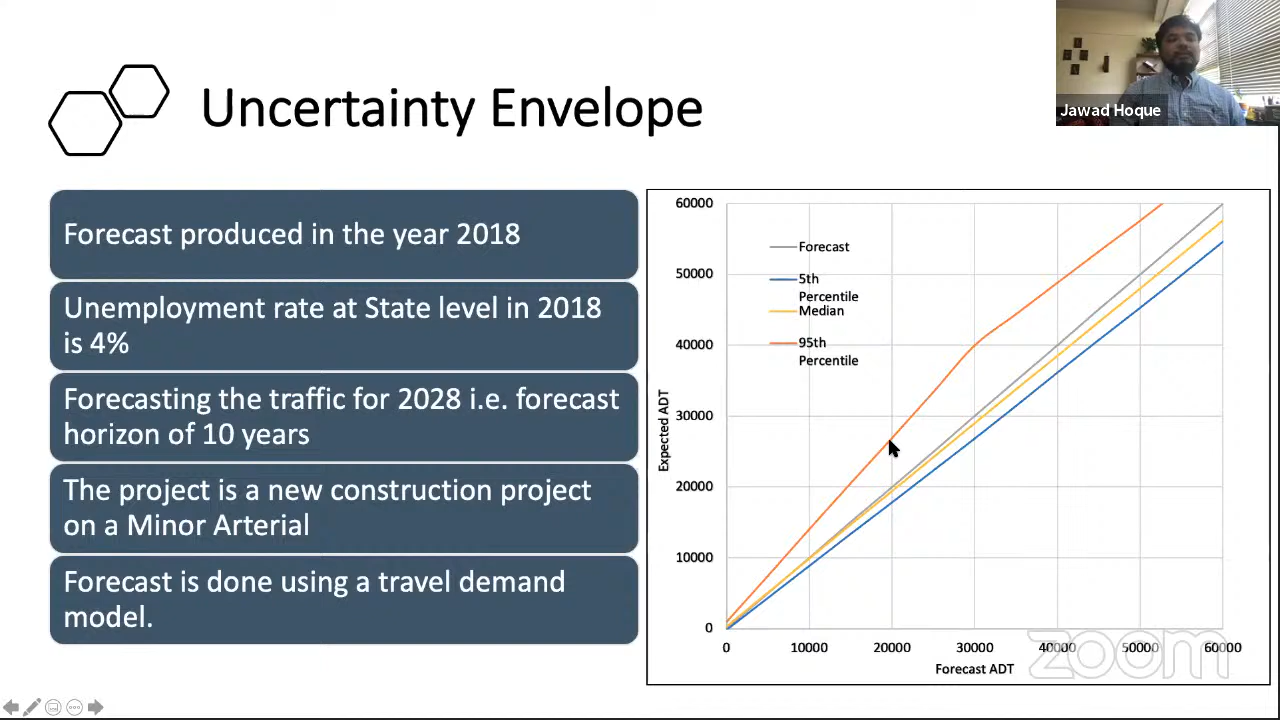 Uncertainty Envelope
Jawad Hoque
Forecast produced in the year 2018
Unemployment rate at State level in 2018
is 4%
Forecasting the traffic for 2028 i.e. forecast
horizon of 10 years
The project is a new construction project
on a Minor Arterial
Forecast is done using a travel demand
model.
60000
50000
40000
30000
20000
10000
0
Expected ADT
Forecast
5th
Percentile
Median
95th
Percentile
0 10000 20000 30000 40000 50000 60000
Forecast ADT
zoom